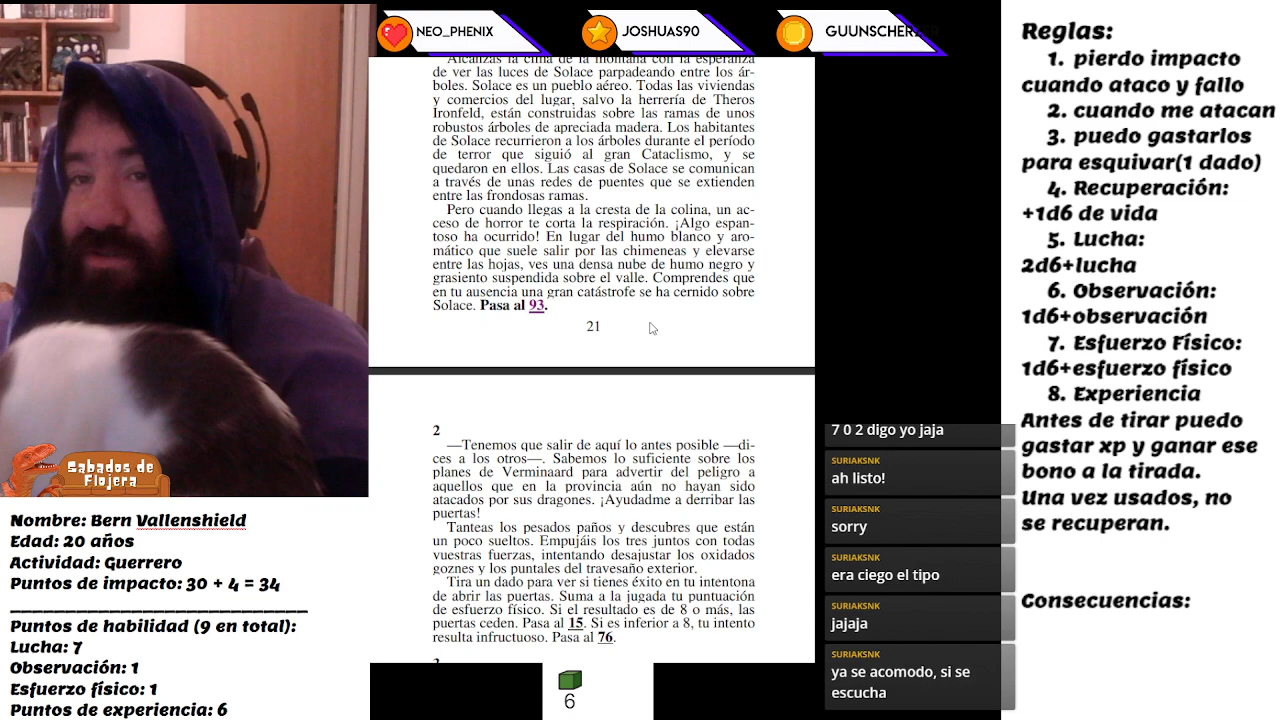 NEO_PHENIX
JOSHUAS90
GUUNSCHERZER
Alcanzas la cima de la montaña con la esperanza
de ver las luces de Solace parpadeando entre los ár-
boles. Solace es un pueblo aéreo. Todas las viviendas
y comercios del lugar, salvo la herrería de Theros
Ironfeld, están construidas sobre las ramas de unos
robustos árboles de apreciada madera. Los habitantes
de Solace recurrieron a los árboles durante el período
de terror que siguió al gran Cataclismo, y se
quedaron en ellos. Las casas de Solace se comunican
a través de unas redes de puentes que se extienden
entre las frondosas ramas.
Pero cuando llegas a la cresta de la colina, un ac-
ceso de horror te corta la respiración. ¡Algo espan-
toso ha ocurrido! En lugar del humo blanco y aro-
mático que suele salir por las chimeneas y elevarse
entre las hojas, ves una densa nube de humo negro y
grasiento suspendida sobre el valle. Comprendes que
en tu ausencia una gran catástrofe se ha cernido sobre
Solace. Pasa al 93.
21
2
—Tenemos que salir de aquí lo antes posible —di-
ces a los otros—. Sabemos lo suficiente sobre los
planes de Verminaard para advertir del peligro a
aquellos que en la provincia aún no hayan sido
atacados por sus dragones. ¡Ayudadme a derribar las
puertas!
Tanteas los pesados paños y descubres que están
un poco sueltos. Empujáis los tres juntos con todas
vuestras fuerzas, intentando desajustar los oxidados
goznes y los puntales del travesaño exterior.
Tira un dado para ver si tienes éxito en tu intentona
de abrir las puertas. Suma a la jugada tu puntuación
de esfuerzo físico. Si el resultado es de 8 o más, las
puertas ceden. Pasa al 15. Si es inferior a 8, tu intento
resulta infructuoso. Pasa al 76.
6
Sabados de
Flojera
Nombre: Bern Vallenshield
Edad: 20 años
Actividad: Guerrero
Puntos de impacto: 30 + 4 = 34
Puntos de habilidad (9 en total):
Lucha: 7
Observación: 1
Esfuerzo físico: 1
Puntos de experiencia: 6
7 0 2 digo yo jaja
SURIAKSNK
ah listo!
SURIAKSNK
sorry
SURIAKSNK
era ciego el tipo
SURIAKSNK
jajaja
SURIAKSNK
ya se acomodo, si se
escucha
Reglas:
1. pierdo impacto
cuando ataco y fallo
2. cuando me atacan
3. puedo gastarlos
para esquivar(1 dado)
4. Recuperación:
+1d6 de vida
5. Lucha:
2d6+lucha
6. Observación:
1d6+observación
7. Esfuerzo Físico:
1d6+esfuerzo físico
8. Experiencia
Antes de tirar puedo
gastar xp y ganar ese
bono a la tirada.
Una vez usados, no
se recuperan.
Consecuencias: